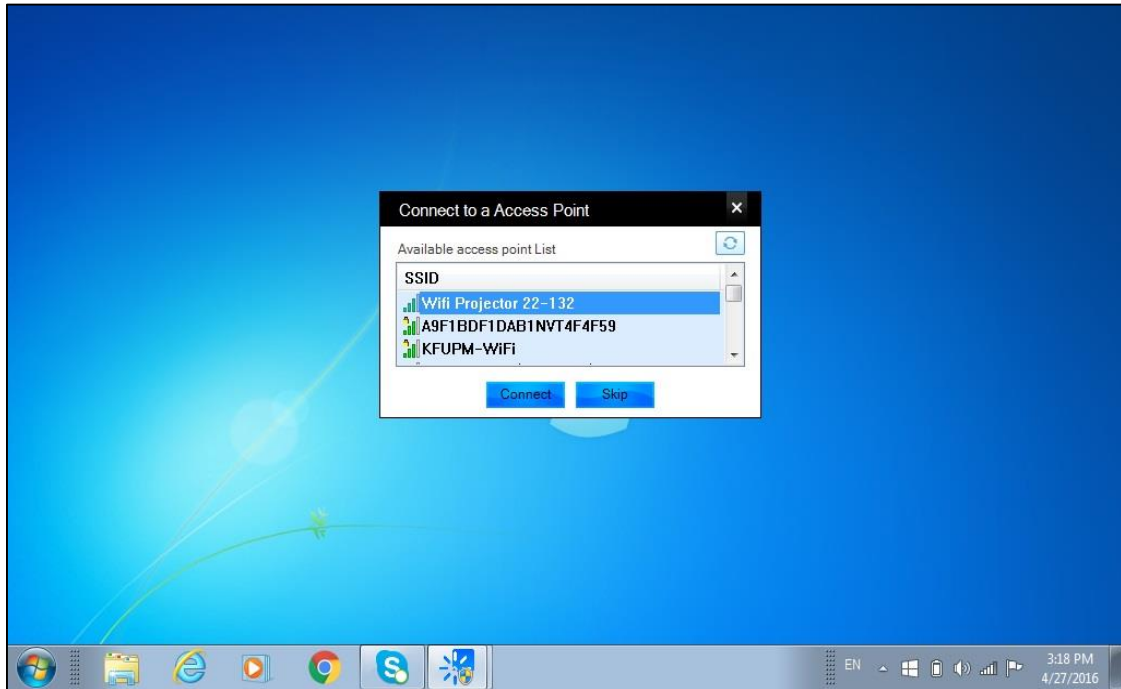 Connect to a Access Point
Available access point List
SSID
Wifi Projector 22-132
A9F1BDF1DAB1NVT4F4F59
KFUPM-WiFi
Connect Skip
EN 3:18 PM
4/27/2016